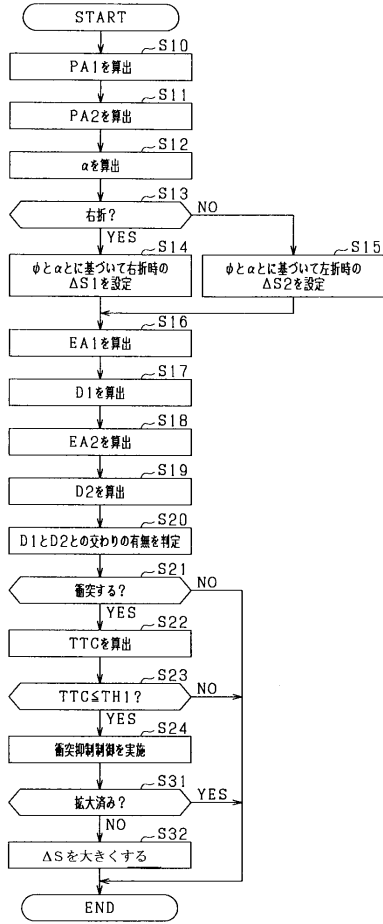 START
S10
PA1を算出
S11
PA2を算出
S12
αを算出
S13
右折?
NO
YES
S14
φとαとに基づいて右折時の
ΔS1を設定
S15
φとαとに基づいて左折時の
ΔS2を設定
S16
EA1を算出
S17
D1を算出
S18
EA2を算出
S19
D2を算出
S20
D1とD2との交わりの有無を判定
S21
衝突する?
NO
YES
S22
TTCを算出
S23
TTC≦TH1?
NO
YES
S24
衝突抑制制御を実施
S31
拡大済み?
YES
NO
S32
ΔSを大きくする
END